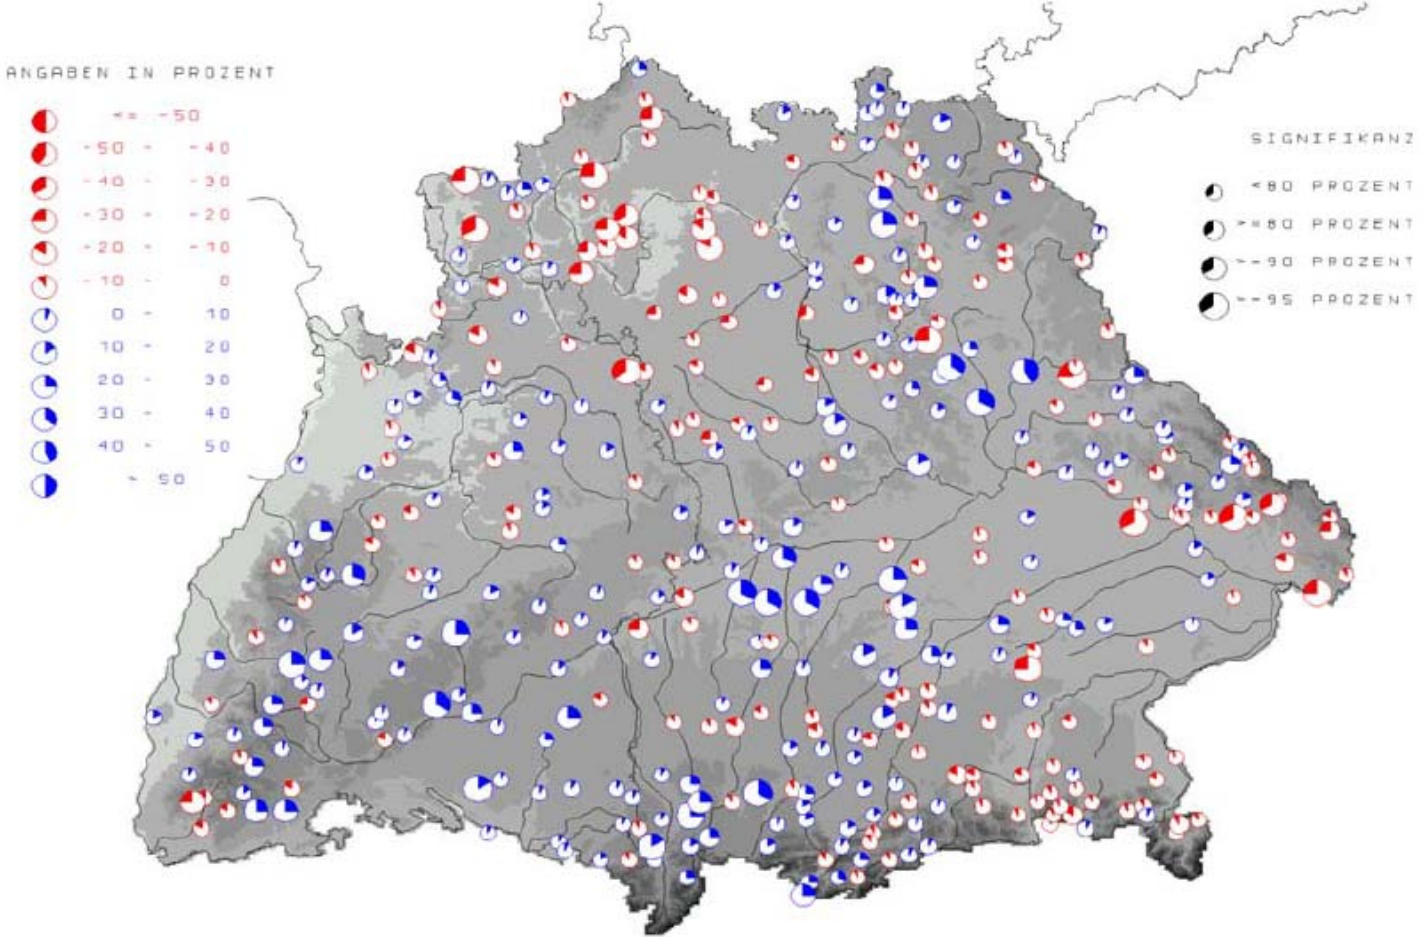 ANGABEN IN PROZENT
<= -50
-50 - -40
-40 - -30
-30 - -20
-20 - -10
-10 - 0
0 - 10
10 - 20
20 - 30
30 - 40
40 - 50
> 50
SIGNIFIKANZ
<80 PROZENT
>=80 PROZENT
>=90 PROZENT
>=95 PROZENT